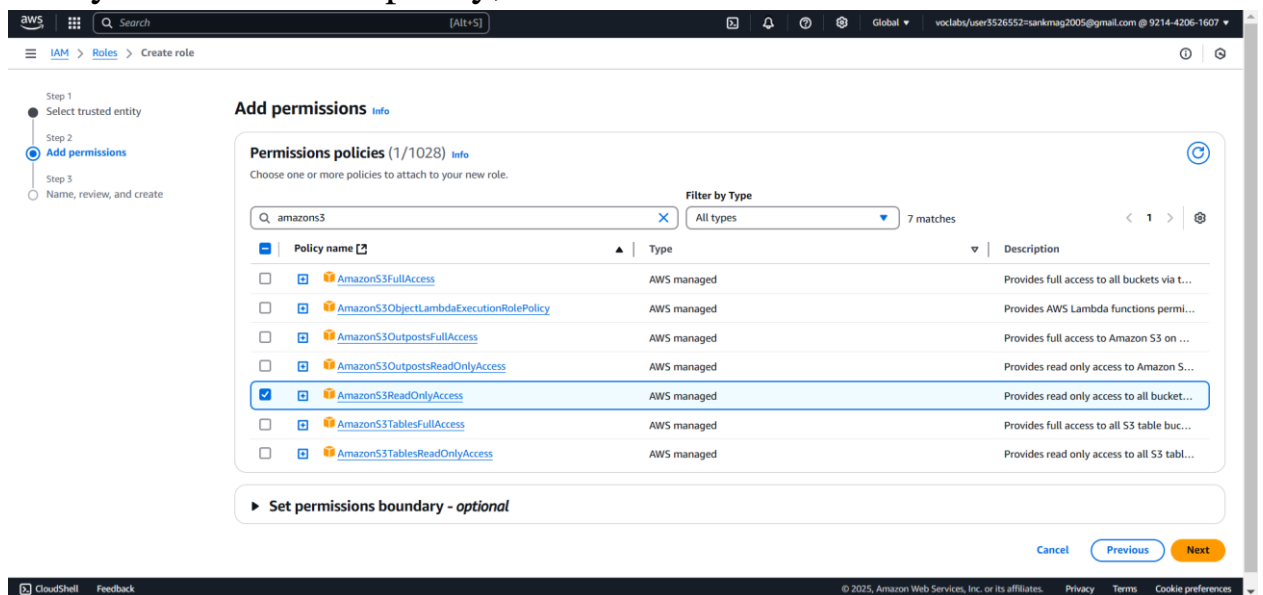 aws Search [Alt+S] Global voclabs/user3526552=sankmag2005@gmail.com @ 9214-4206-1607
IAM > Roles > Create role
Step 1
Select trusted entity
Step 2
Add permissions
Step 3
Name, review, and create
Add permissions Info
Permissions policies (1/1028) Info
Choose one or more policies to attach to your new role.
Filter by Type
amazons3 All types 7 matches 1
Policy name Type Description
AmazonS3FullAccess AWS managed Provides full access to all buckets via t...
AmazonS3ObjectLambdaExecutionRolePolicy AWS managed Provides AWS Lambda functions permi...
AmazonS3OutpostsFullAccess AWS managed Provides full access to Amazon S3 on ...
AmazonS3OutpostsReadOnlyAccess AWS managed Provides read only access to Amazon S...
AmazonS3ReadOnlyAccess AWS managed Provides read only access to all bucket...
AmazonS3TablesFullAccess AWS managed Provides full access to all S3 table buc...
AmazonS3TablesReadOnlyAccess AWS managed Provides read only access to all S3 tabl...
Set permissions boundary - optional
Cancel Previous Next
CloudShell Feedback © 2025, Amazon Web Services, Inc. or its affiliates. Privacy Terms Cookie preferences